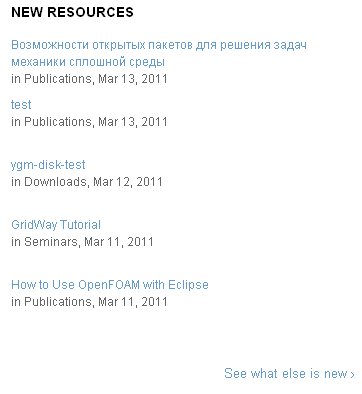 NEW RESOURCES
Возможности открытых пакетов для решения задач
механики сплошной среды
in Publications, Mar 13, 2011
test
in Publications, Mar 13, 2011
ygm-disk-test
in Downloads, Mar 12, 2011
GridWay Tutorial
in Seminars, Mar 11, 2011
How to Use OpenFOAM with Eclipse
in Publications, Mar 11, 2011
See what else is new ›